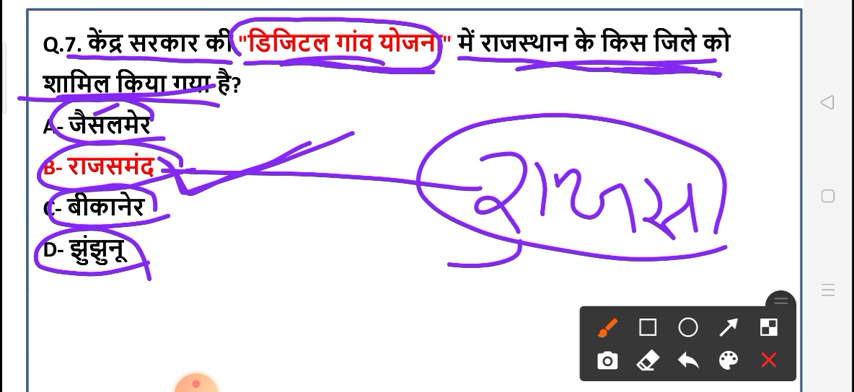 Q.7. केंद्र सरकार की "डिजिटल गांव योजना" में राजस्थान के किस जिले को
शामिल किया गया है?
A- जैसलमेर
B- राजसमंद
C- बीकानेर
D- झुंझुनू
राजस